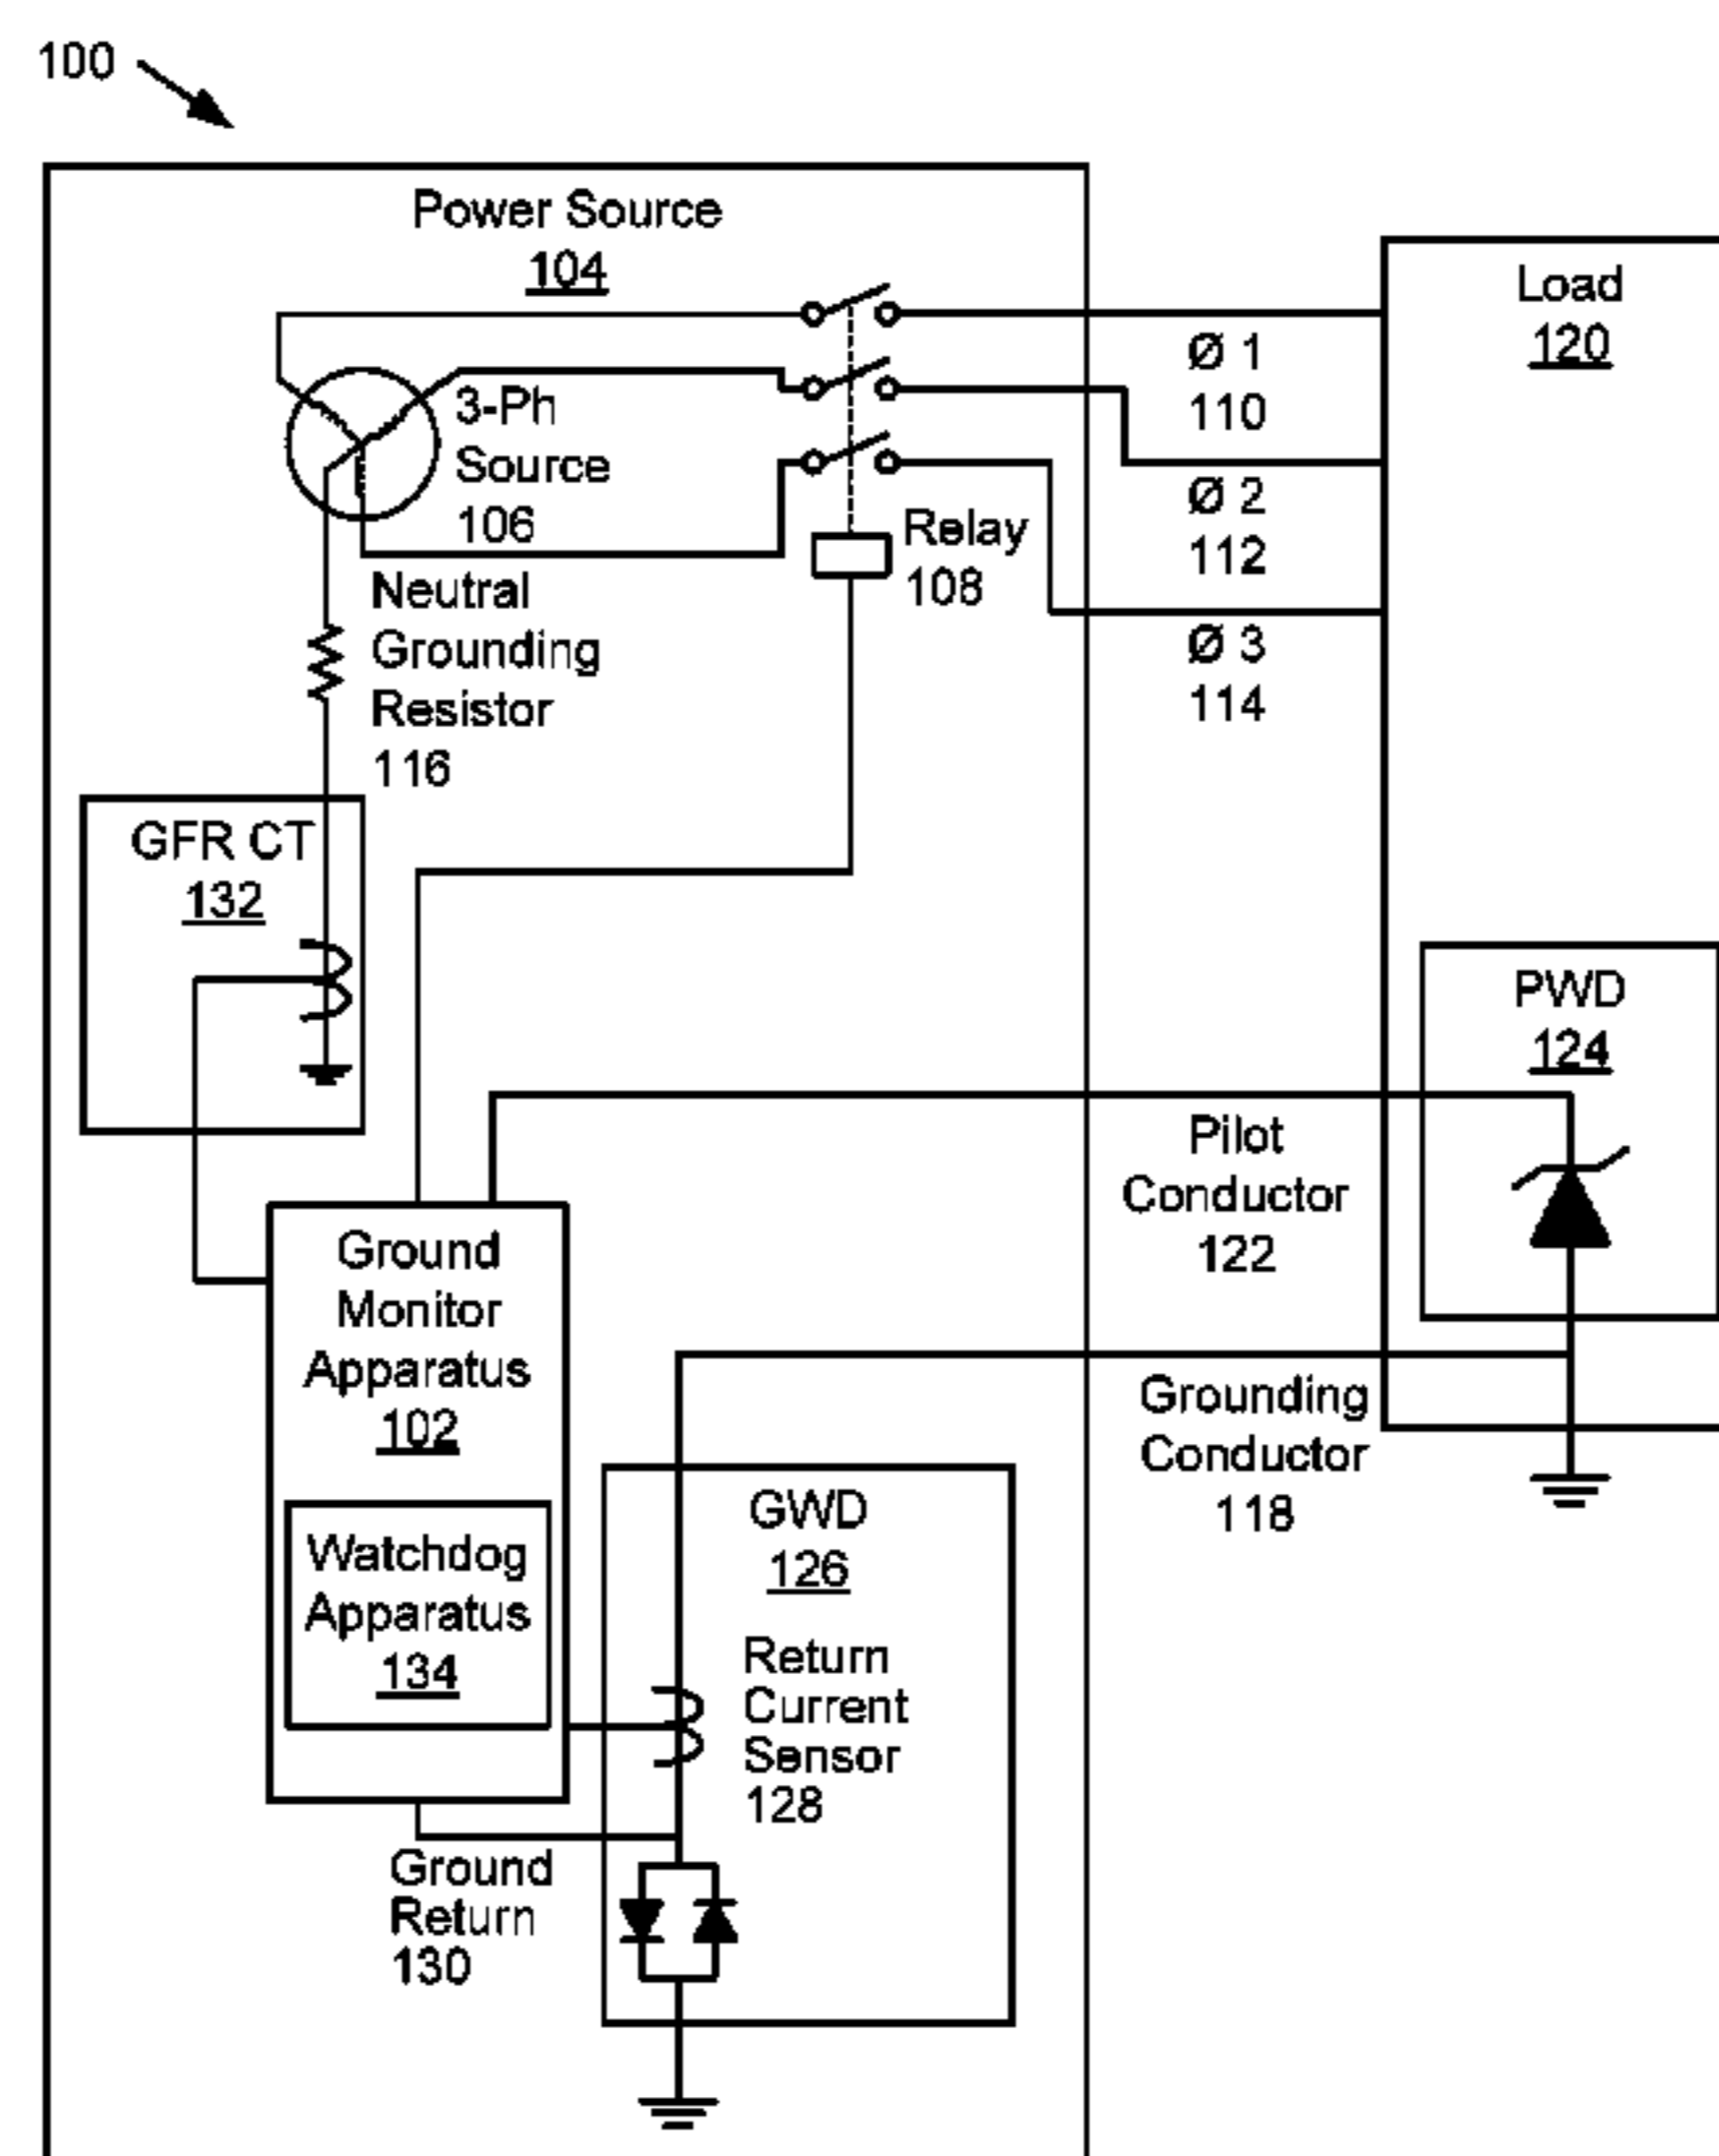 100
Power Source
104
Load
120
Ø 1
110
3-Ph
Source
106
Ø 2
112
Relay
108
Neutral
Grounding
Resistor
116
Ø 3
114
GFR CT
132
PWD
124
Pilot
Conductor
122
Ground
Monitor
Apparatus
102
Grounding
Conductor
118
GWD
126
Watchdog
Apparatus
134
Return
Current
Sensor
128
Ground
Return
130